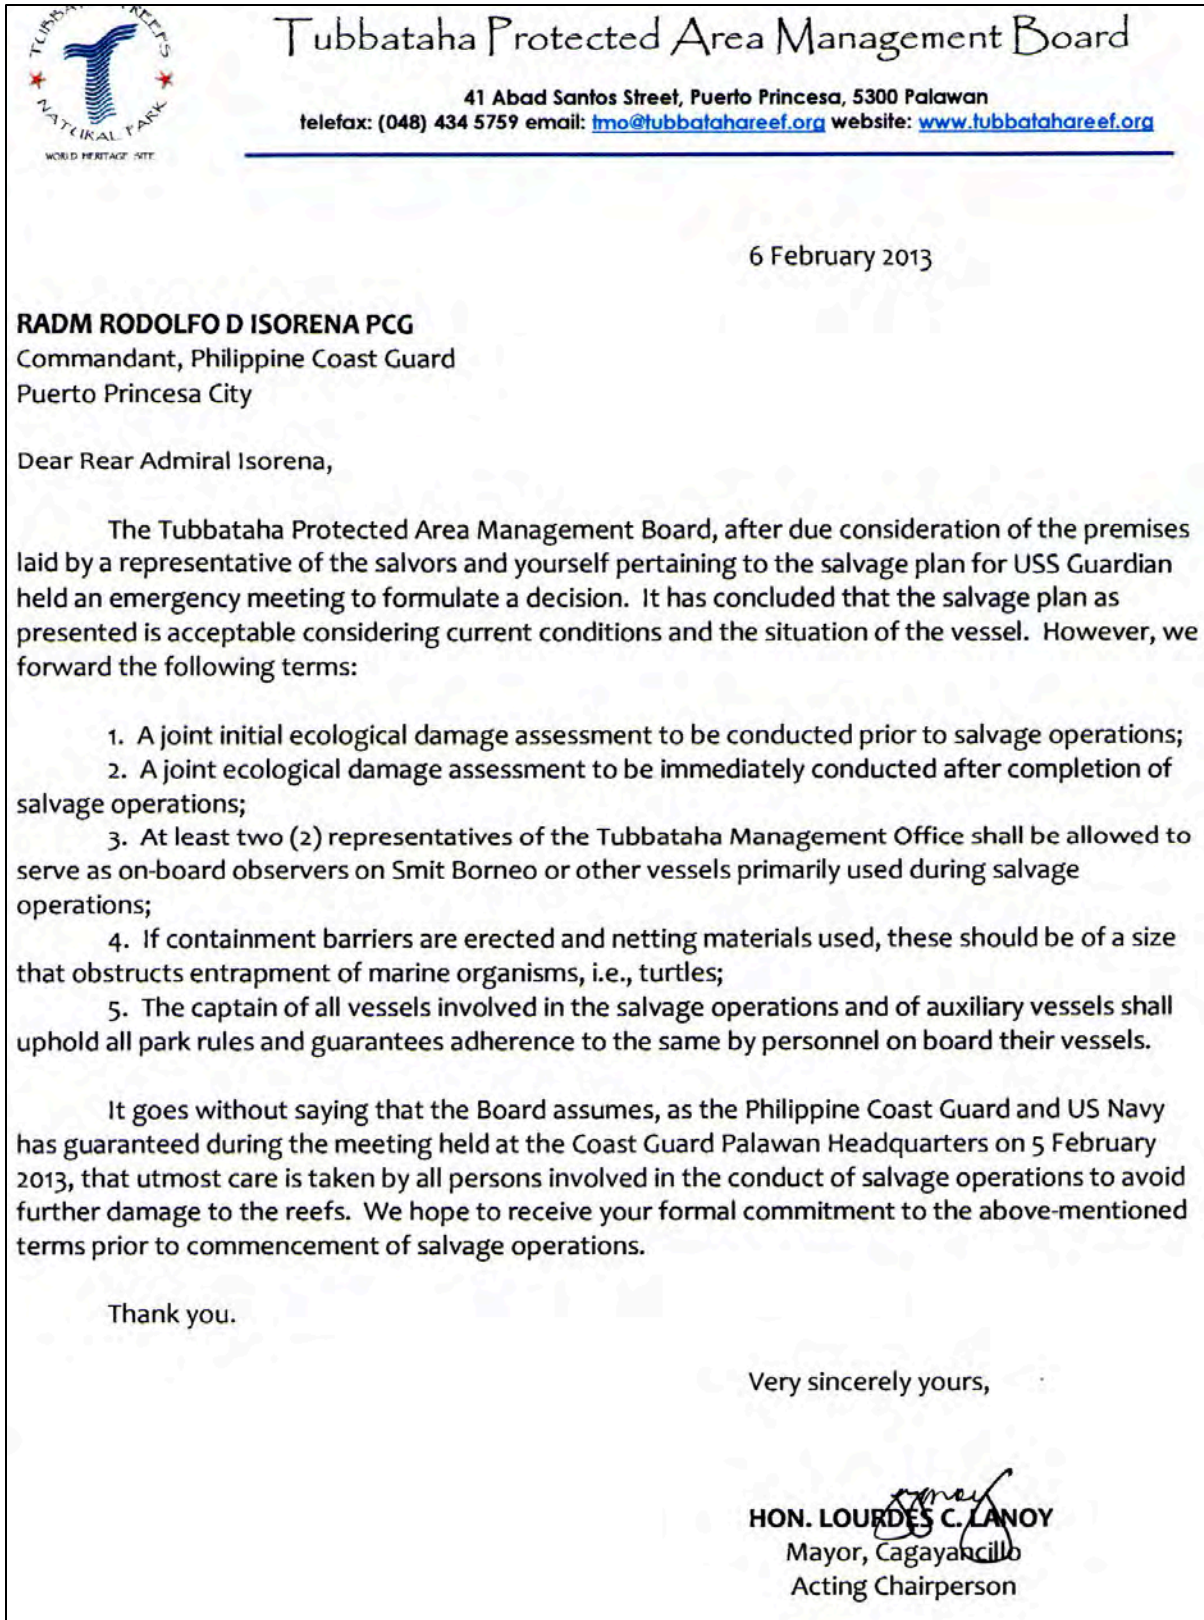 TUBBATAHA REEFS
NATURAL PARK
WORLD HERITAGE SITE
Tubbataha Protected Area Management Board
41 Abad Santos Street, Puerto Princesa, 5300 Palawan
telefax: (048) 434 5759 email: tmo@tubbatahareef.org website: www.tubbatahareef.org
6 February 2013
RADM RODOLFO D ISORENA PCG
Commandant, Philippine Coast Guard
Puerto Princesa City
Dear Rear Admiral Isorena,
The Tubbataha Protected Area Management Board, after due consideration of the premises
laid by a representative of the salvors and yourself pertaining to the salvage plan for USS Guardian
held an emergency meeting to formulate a decision. It has concluded that the salvage plan as
presented is acceptable considering current conditions and the situation of the vessel. However, we
forward the following terms:
1. A joint initial ecological damage assessment to be conducted prior to salvage operations;
2. A joint ecological damage assessment to be immediately conducted after completion of
salvage operations;
3. At least two (2) representatives of the Tubbataha Management Office shall be allowed to
serve as on-board observers on Smit Borneo or other vessels primarily used during salvage
operations;
4. If containment barriers are erected and netting materials used, these should be of a size
that obstructs entrapment of marine organisms, i.e., turtles;
5. The captain of all vessels involved in the salvage operations and of auxiliary vessels shall
uphold all park rules and guarantees adherence to the same by personnel on board their vessels.
It goes without saying that the Board assumes, as the Philippine Coast Guard and US Navy
has guaranteed during the meeting held at the Coast Guard Palawan Headquarters on 5 February
2013, that utmost care is taken by all persons involved in the conduct of salvage operations to avoid
further damage to the reefs. We hope to receive your formal commitment to the above-mentioned
terms prior to commencement of salvage operations.
Thank you.
Very sincerely yours,
HON. LOURDES C. LANOY
Mayor, Cagayancillo
Acting Chairperson